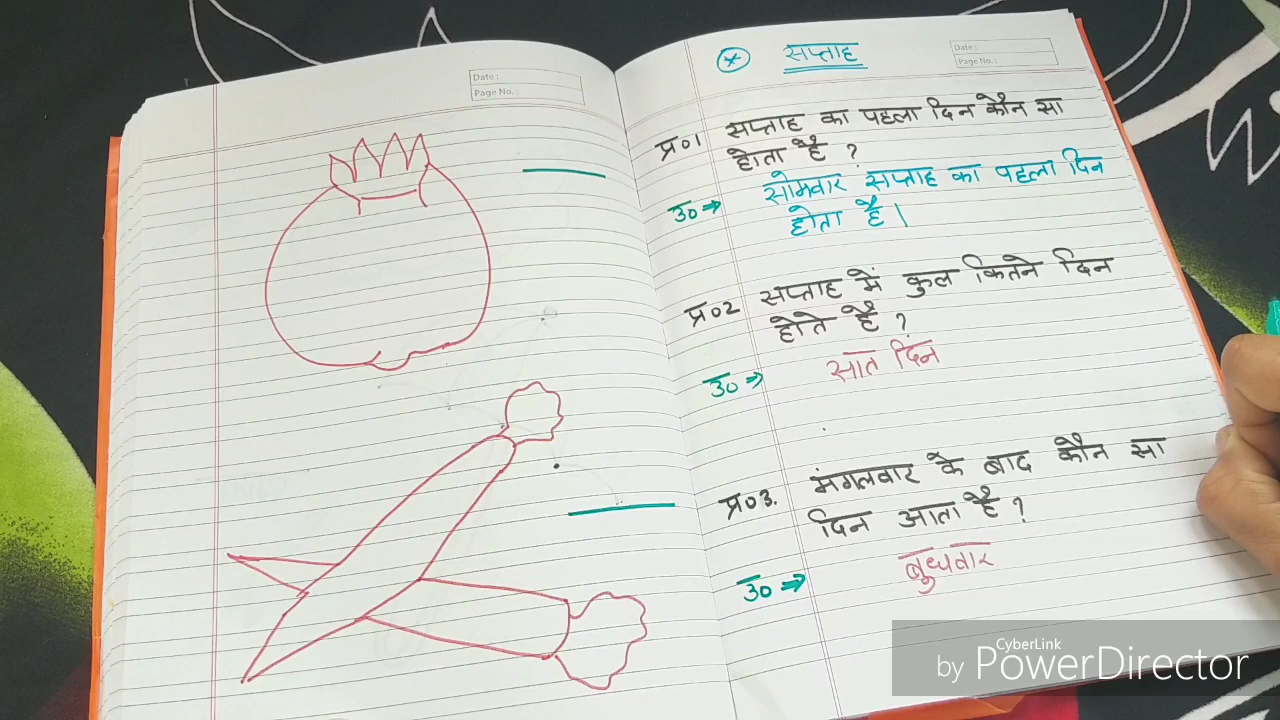 Date :
Page No. :
सप्ताह
Date :
Page No. :
प्र०1 सप्ताह का पहला दिन कौन सा
होता है ?
उ०⇒ सोमवार सप्ताह का पहला दिन
होता है।
प्र०2 सप्ताह में कुल कितने दिन
होते है ?
उ०⇒ सात दिन
प्र०3. मंगलवार के बाद कौन सा
दिन आता है ?
उ०⇒ बुधवार
CyberLink
by PowerDirector